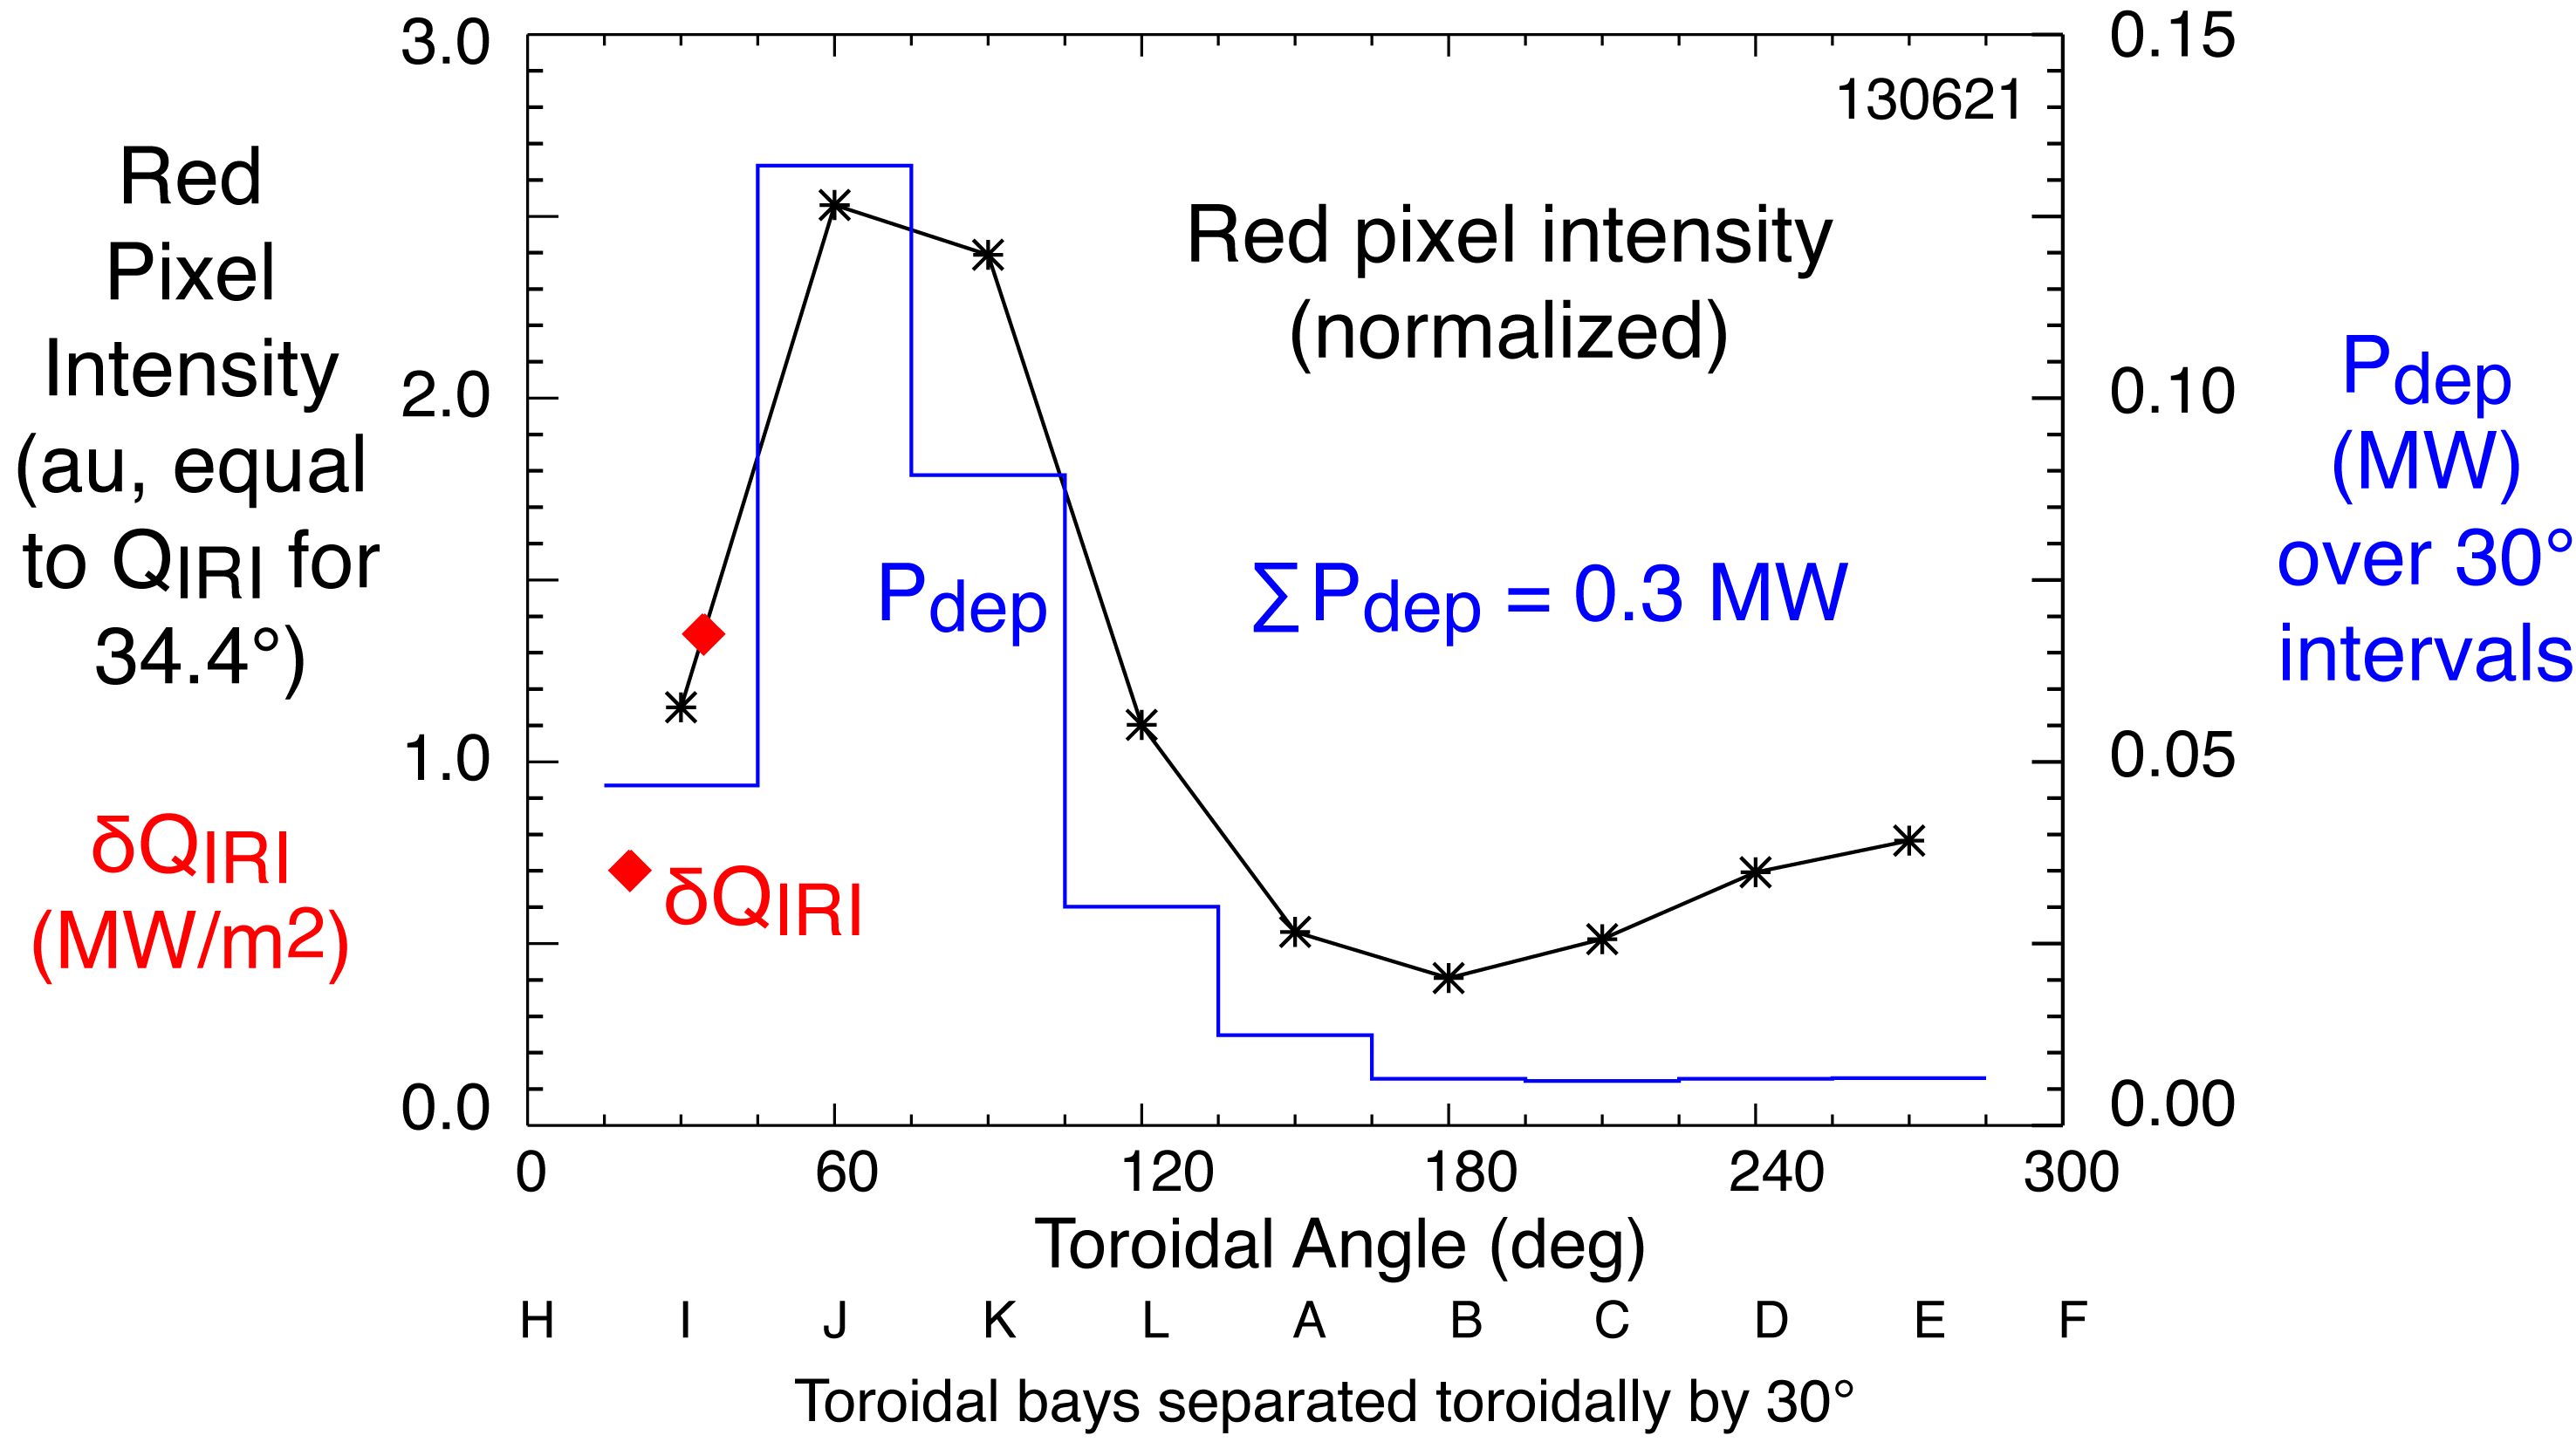 Red
Pixel
Intensity
(au, equal
to QIRI for
34.4°)
δQIRI
(MW/m2)
3.0
2.0
1.0
0.0
130621
Red pixel intensity
(normalized)
Pdep
∑Pdep = 0.3 MW
δQIRI
0.15
0.10
0.05
0.00
Pdep
(MW)
over 30°
intervals
0 60 120 180 240 300
Toroidal Angle (deg)
H I J K L A B C D E F
Toroidal bays separated toroidally by 30°